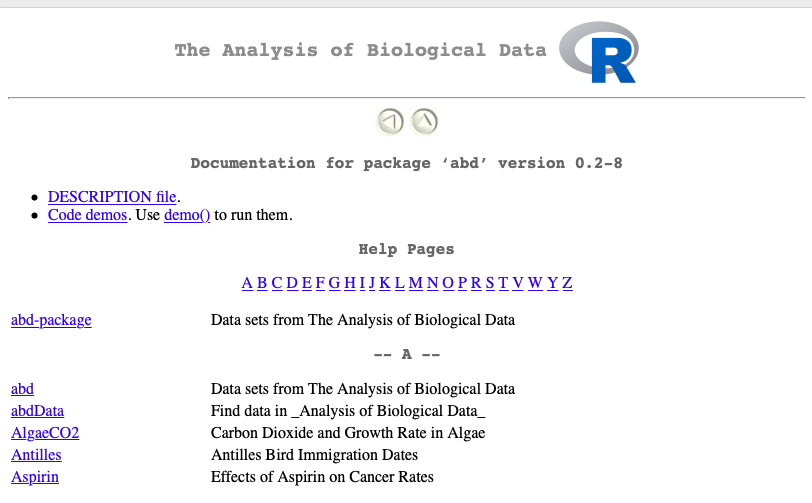 The Analysis of Biological Data R
Documentation for package ‘abd’ version 0.2-8
• DESCRIPTION file.
• Code demos. Use demo() to run them.
Help Pages
A B C D E F G H I J K L M N O P R S T V W Y Z
abd-package Data sets from The Analysis of Biological Data
-- A --
abd Data sets from The Analysis of Biological Data
abdData Find data in _Analysis of Biological Data_
AlgaeCO2 Carbon Dioxide and Growth Rate in Algae
Antilles Antilles Bird Immigration Dates
Aspirin Effects of Aspirin on Cancer Rates